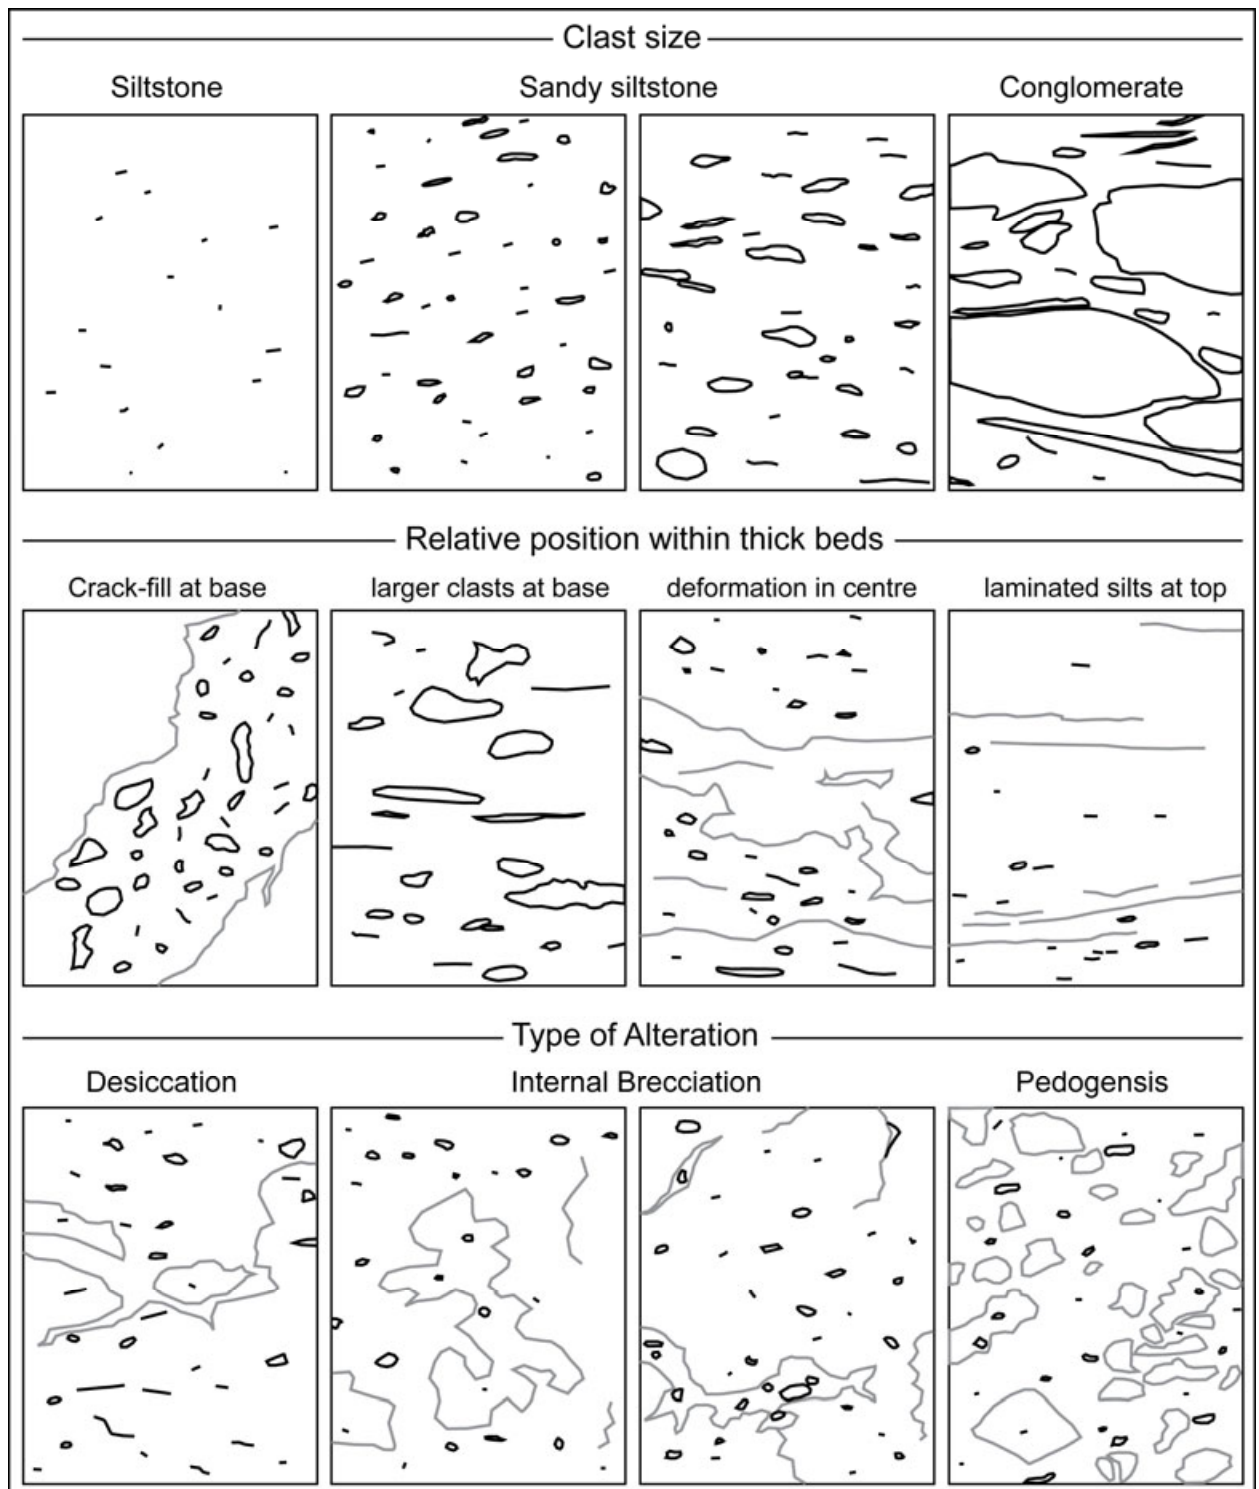 Clast size
Siltstone Sandy siltstone Conglomerate
Relative position within thick beds
Crack-fill at base larger clasts at base deformation in centre laminated silts at top
Type of Alteration
Desiccation Internal Brecciation Pedogensis